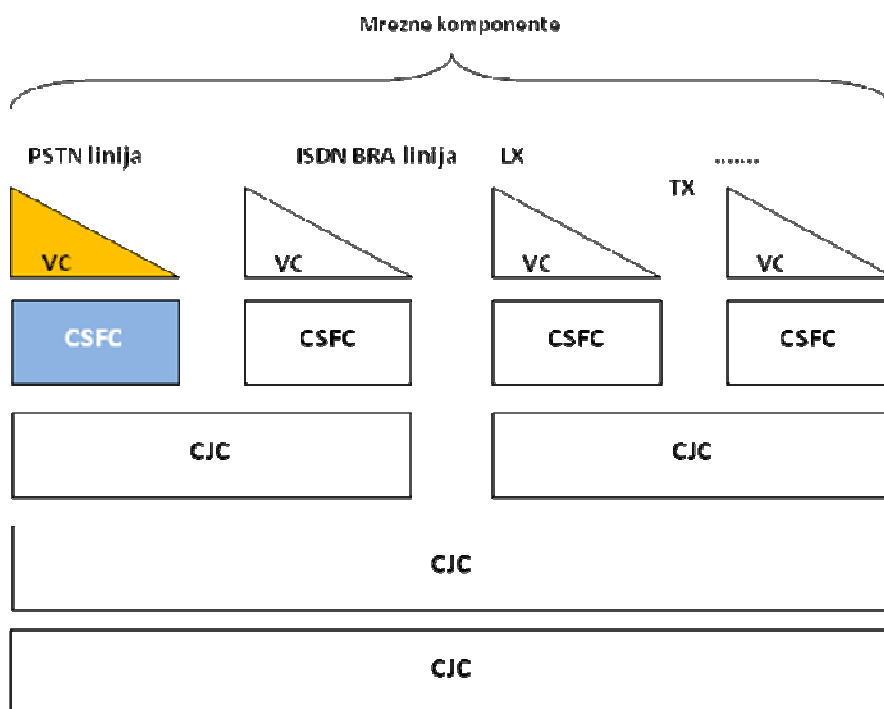 Mrezne komponente
PSTN linija
ISDN BRA linija
LX
.......
TX
VC
VC
VC
VC
CSFC
CSFC
CSFC
CSFC
CJC
CJC
CJC
CJC